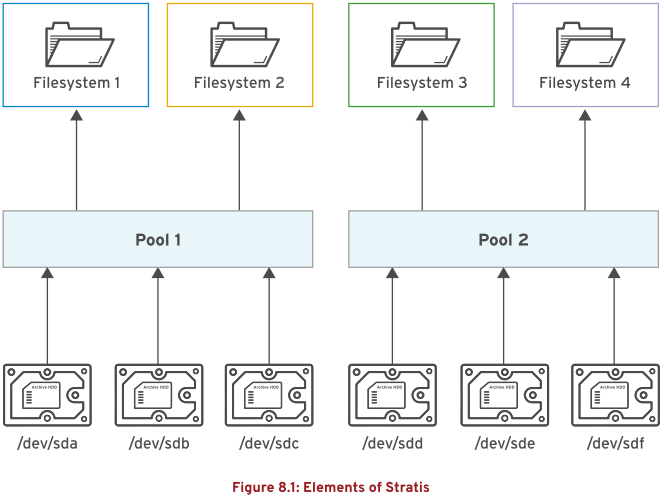 Filesystem 1
Filesystem 2
Filesystem 3
Filesystem 4
Pool 1
Pool 2
Archive HDD
Archive HDD
Archive HDD
Archive HDD
Archive HDD
Archive HDD
/dev/sda
/dev/sdb
/dev/sdc
/dev/sdd
/dev/sde
/dev/sdf
Figure 8.1: Elements of Stratis